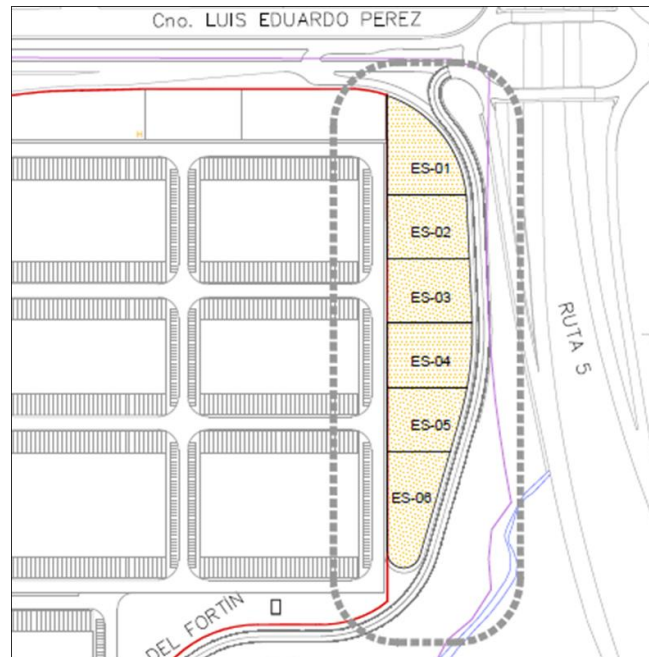 Cno. LUIS EDUARDO PEREZ
H
ES-01
ES-02
ES-03
RUTA 5
ES-04
ES-05
ES-06
DEL FORTÍN